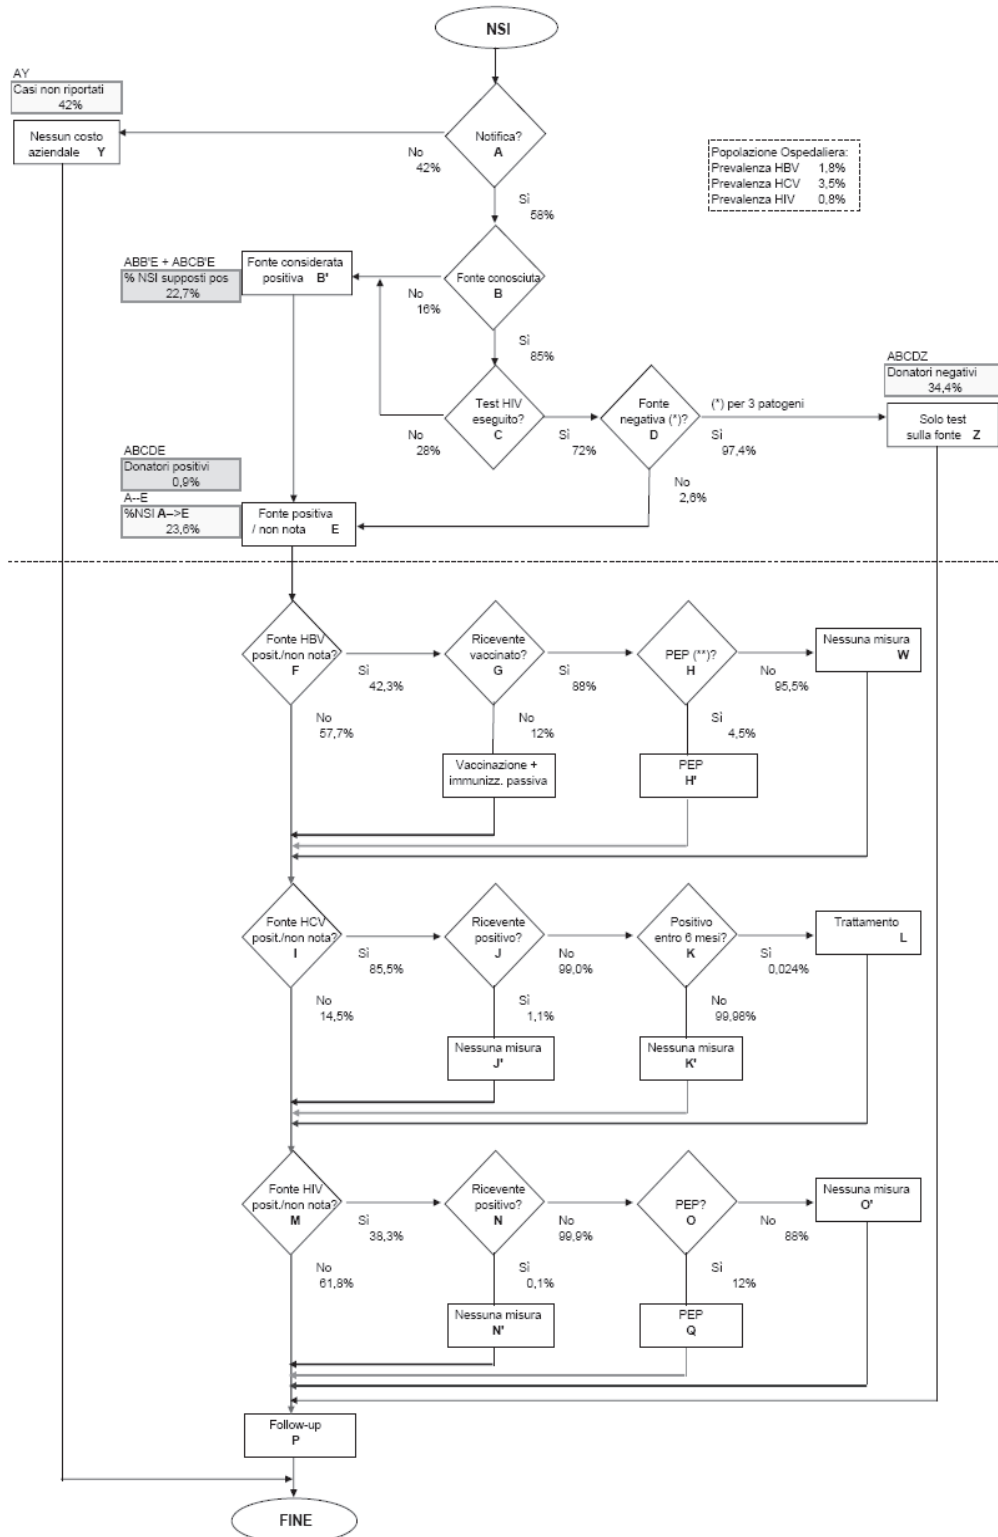 NSI
AY
Casi non riportati
42%
Nessun costo
aziendale Y
Notifica?
A
No
42%
Sì
58%
Popolazione Ospedaliera:
Prevalenza HBV 1,8%
Prevalenza HCV 3,5%
Prevalenza HIV 0,8%
ABB'E + ABCB'E
% NSI supposti pos
22,7%
Fonte considerata
positiva B'
Fonte conosciuta
B
No
16%
Sì
85%
ABCDZ
Donatori negativi
34,4%
Test HIV
eseguito?
C
No
28%
Sì
72%
Fonte
negativa (*)?
D
(*) per 3 patogeni
Sì
97,4%
Solo test
sulla fonte Z
No
2,6%
ABCDE
Donatori positivi
0,9%
A--E
%NSI A-->E
23,6%
Fonte positiva
/ non nota E
Fonte HBV
posit./non nota?
F
Sì
42,3%
Ricevente
vaccinato?
G
Sì
88%
PEP (**)?
H
No
95,5%
Nessuna misura
W
No
57,7%
No
12%
Sì
4,5%
Vaccinazione +
immunizz. passiva
PEP
H'
Fonte HCV
posit./non nota?
I
Sì
85,5%
Ricevente
positivo?
J
No
99,0%
Positivo
entro 6 mesi?
K
Sì
0,024%
Trattamento
L
No
14,5%
Sì
1,1%
No
99,98%
Nessuna misura
J'
Nessuna misura
K'
Fonte HIV
posit./non nota?
M
Sì
38,3%
Ricevente
positivo?
N
No
99,9%
PEP?
O
No
88%
Nessuna misura
O'
No
61,8%
Sì
0,1%
Sì
12%
Nessuna misura
N'
PEP
Q
Follow-up
P
FINE